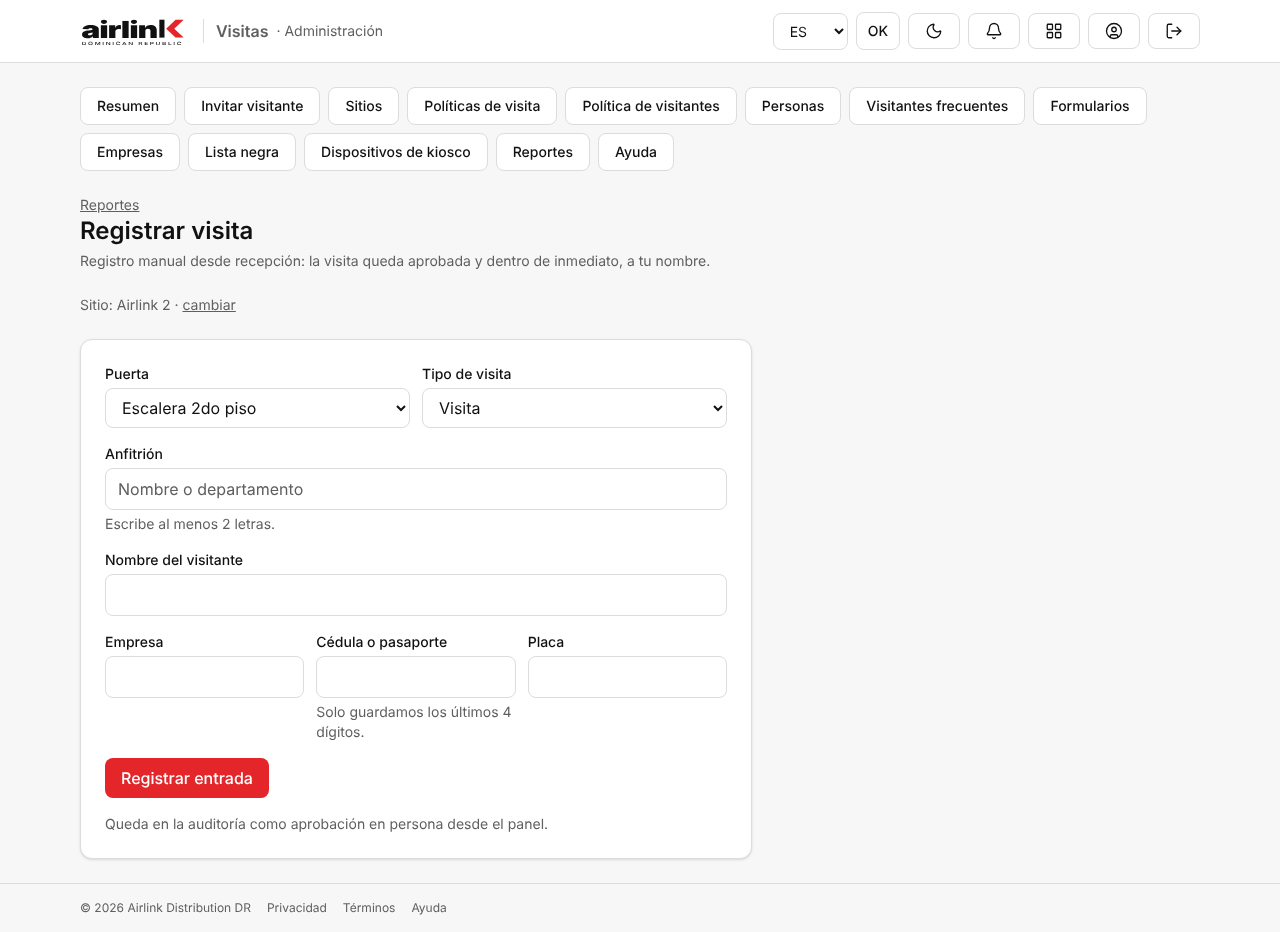 airlink
DOMINICAN REPUBLIC
Visitas · Administración
ES
OK
Resumen
Invitar visitante
Sitios
Políticas de visita
Política de visitantes
Personas
Visitantes frecuentes
Formularios
Empresas
Lista negra
Dispositivos de kiosco
Reportes
Ayuda
Reportes
Registrar visita
Registro manual desde recepción: la visita queda aprobada y dentro de inmediato, a tu nombre.
Sitio: Airlink 2 · cambiar
Puerta
Tipo de visita
Escalera 2do piso
Visita
Anfitrión
Nombre o departamento
Escribe al menos 2 letras.
Nombre del visitante
Empresa
Cédula o pasaporte
Placa
Solo guardamos los últimos 4
dígitos.
Registrar entrada
Queda en la auditoría como aprobación en persona desde el panel.
© 2026 Airlink Distribution DR
Privacidad
Términos
Ayuda